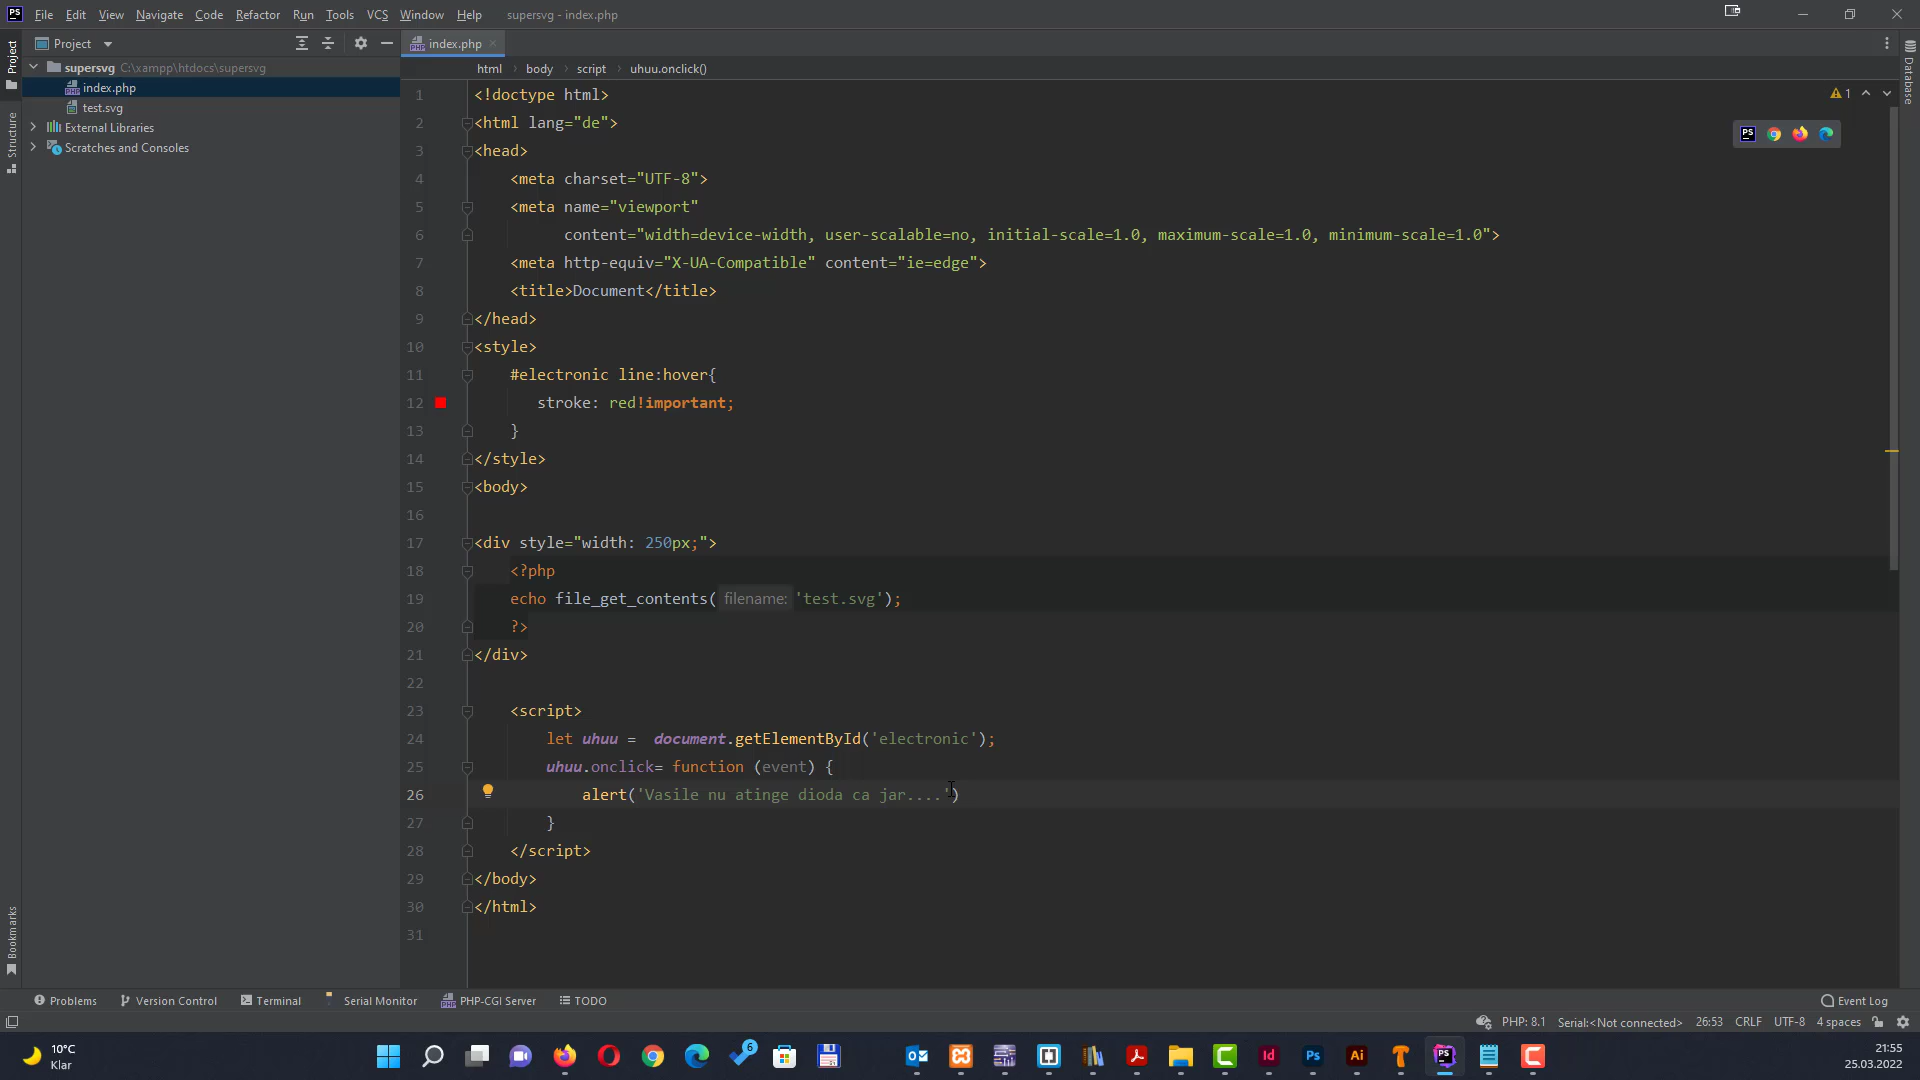 File Edit View Navigate Code Refactor Run Tools VCS Window Help supersvg - index.php
Project
index.php
supersvg C:\xampp\htdocs\supersvg
index.php
test.svg
External Libraries
Scratches and Consoles
Project
Structure
Bookmarks
Database
html body script uhuu.onclick()
1
1 <!doctype html>
2 <html lang="de">
3 <head>
4 <meta charset="UTF-8">
5 <meta name="viewport"
6 content="width=device-width, user-scalable=no, initial-scale=1.0, maximum-scale=1.0, minimum-scale=1.0">
7 <meta http-equiv="X-UA-Compatible" content="ie=edge">
8 <title>Document</title>
9 </head>
10 <style>
11 #electronic line:hover{
12 stroke: red!important;
13 }
14 </style>
15 <body>
16
17 <div style="width: 250px;">
18 <?php
19 echo file_get_contents( filename: 'test.svg');
20 ?>
21 </div>
22
23 <script>
24 let uhuu =  document.getElementById('electronic');
25 uhuu.onclick= function (event) {
26 alert('Vasile nu atinge dioda ca jar....')
27 }
28 </script>
29 </body>
30 </html>
31
Problems Version Control Terminal Serial Monitor PHP-CGI Server TODO Event Log
PHP: 8.1 Serial:<Not connected> 26:53 CRLF UTF-8 4 spaces
10°C
Klar
6
21:55
25.03.2022